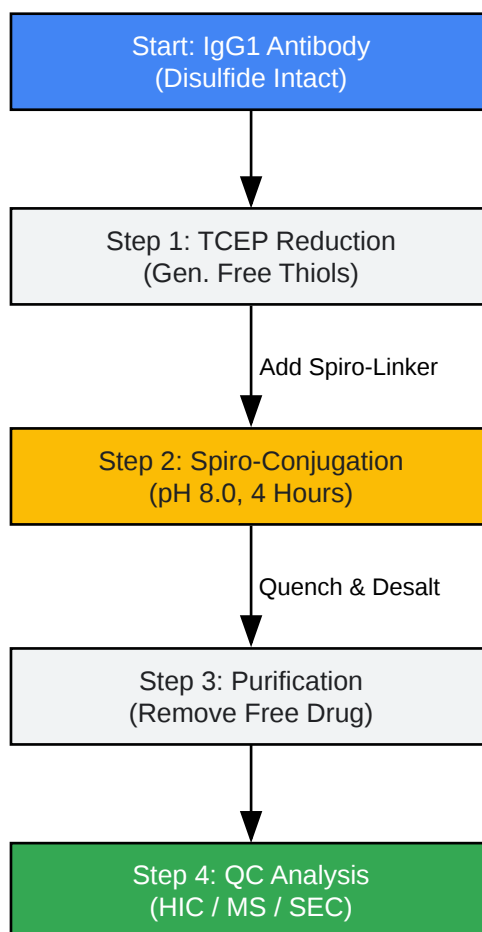 Start: IgG1 Antibody
(Disulfide Intact)
Step 1: TCEP Reduction
(Gen. Free Thiols)
Add Spiro-Linker
Step 2: Spiro-Conjugation
(pH 8.0, 4 Hours)
Quench & Desalt
Step 3: Purification
(Remove Free Drug)
Step 4: QC Analysis
(HIC / MS / SEC)